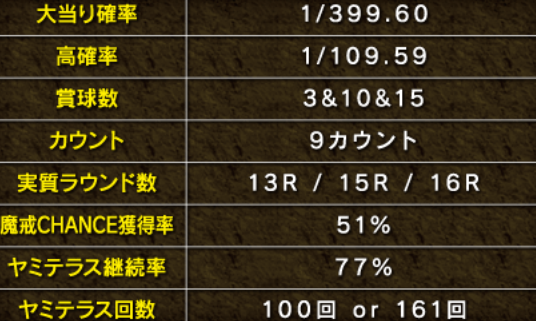 大当り確率 1/399.60
高確率 1/109.59
賞球数 3&10&15
カウント 9カウント
実質ラウンド数 13R / 15R / 16R
魔戒CHANCE獲得率 51%
ヤミテラス継続率 77%
ヤミテラス回数 100回 or 161回